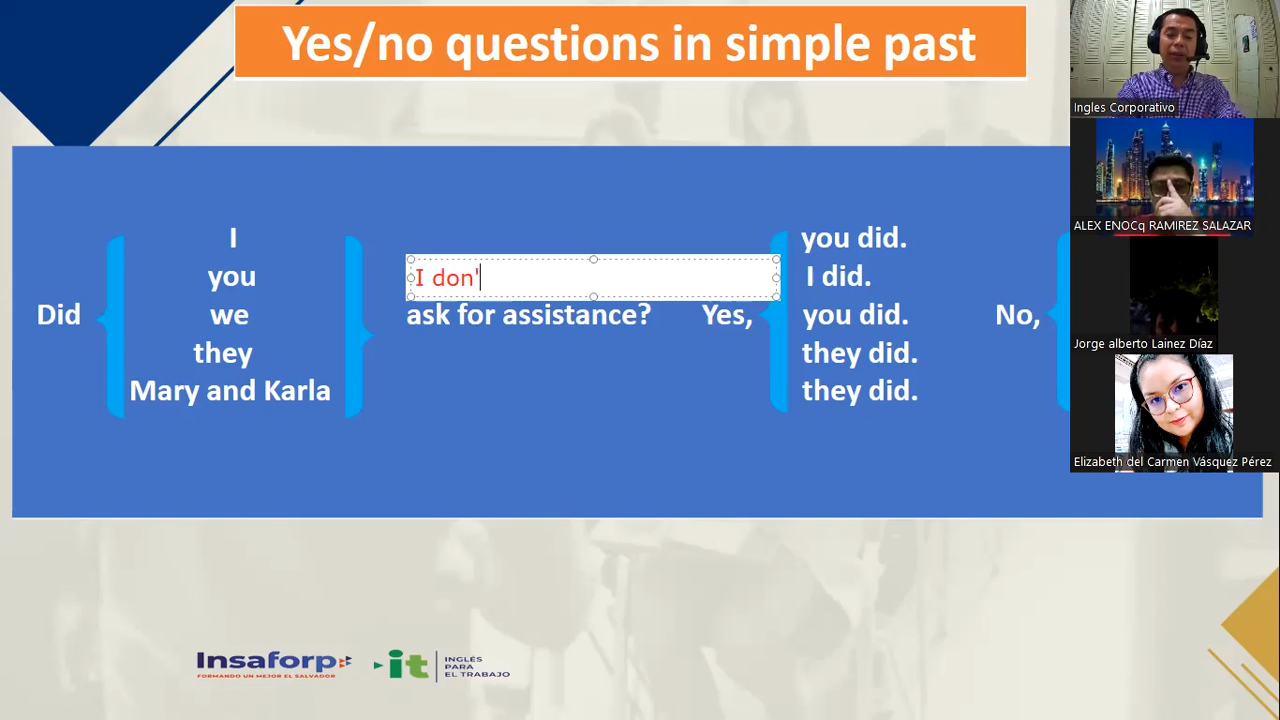 Yes/no questions in simple past
Ingles Corporativo
ALEX ENOCq RAMIREZ SALAZAR
Jorge alberto Lainez Díaz
Elizabeth del Carmen Vásquez Pérez
Did
I
you
we
they
Mary and Karla
I don'
ask for assistance?
Yes,
you did.
I did.
you did.
they did.
they did.
No,
Insaforp
FORMANDO UN MEJOR EL SALVADOR
it
INGLÉS
PARA
EL TRABAJO